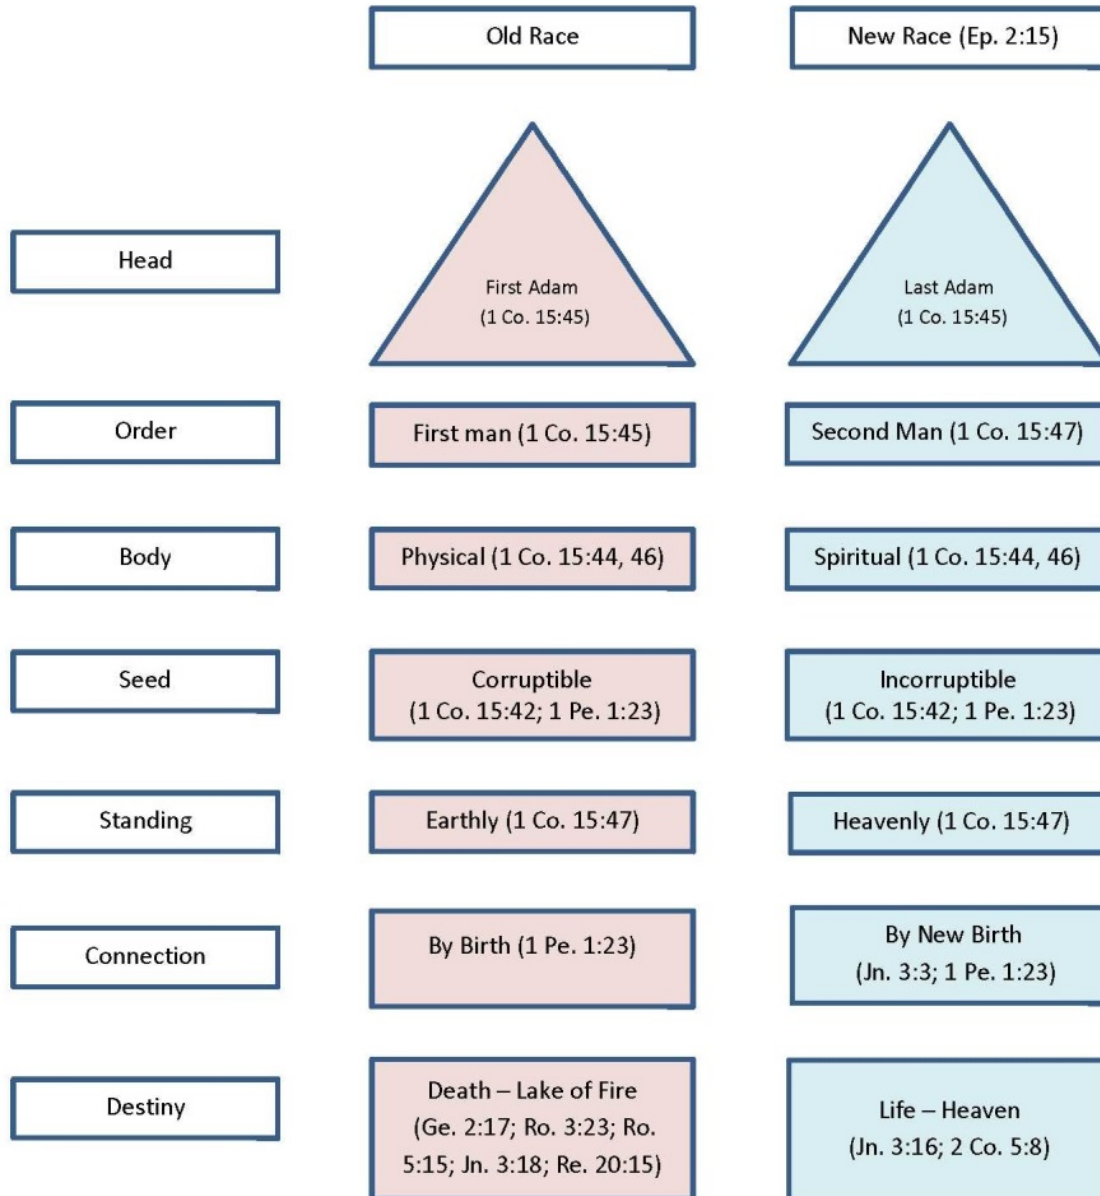 Old Race
New Race (Ep. 2:15)
Head
First Adam
(1 Co. 15:45)
Last Adam
(1 Co. 15:45)
Order
First man (1 Co. 15:45)
Second Man (1 Co. 15:47)
Body
Physical (1 Co. 15:44, 46)
Spiritual (1 Co. 15:44, 46)
Seed
Corruptible
(1 Co. 15:42; 1 Pe. 1:23)
Incorruptible
(1 Co. 15:42; 1 Pe. 1:23)
Standing
Earthly (1 Co. 15:47)
Heavenly (1 Co. 15:47)
Connection
By Birth (1 Pe. 1:23)
By New Birth
(Jn. 3:3; 1 Pe. 1:23)
Destiny
Death – Lake of Fire
(Ge. 2:17; Ro. 3:23; Ro.
5:15; Jn. 3:18; Re. 20:15)
Life – Heaven
(Jn. 3:16; 2 Co. 5:8)